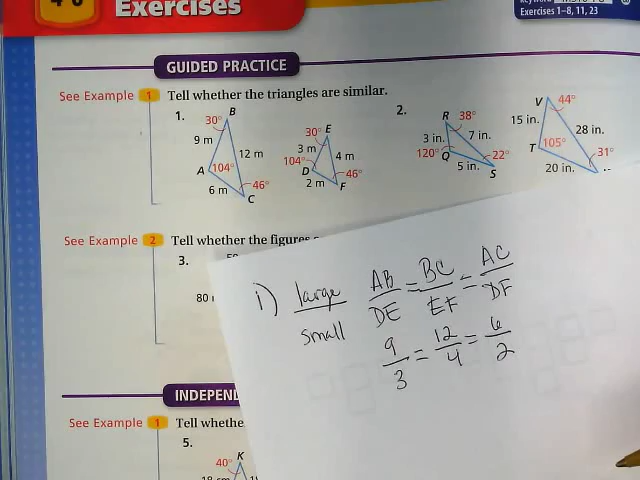 4-6
Exercises
Exercises 1–8, 11, 23
GUIDED PRACTICE
See Example 1 Tell whether the triangles are similar.
1.
B
30°
9 m
12 m
A
104°
46°
6 m
C
E
30°
3 m
4 m
104°
D
46°
2 m
F
2.
R
38°
3 in.
7 in.
120°
Q
22°
5 in.
S
V
44°
15 in.
28 in.
T
105°
31°
20 in.
See Example 2 Tell whether the figures
3.
80
1) large AB = BC = AC
small DE EF DF
9 = 12 = 6
3 4 2
INDEPEN
See Example 1 Tell whethe
5.
K
40°